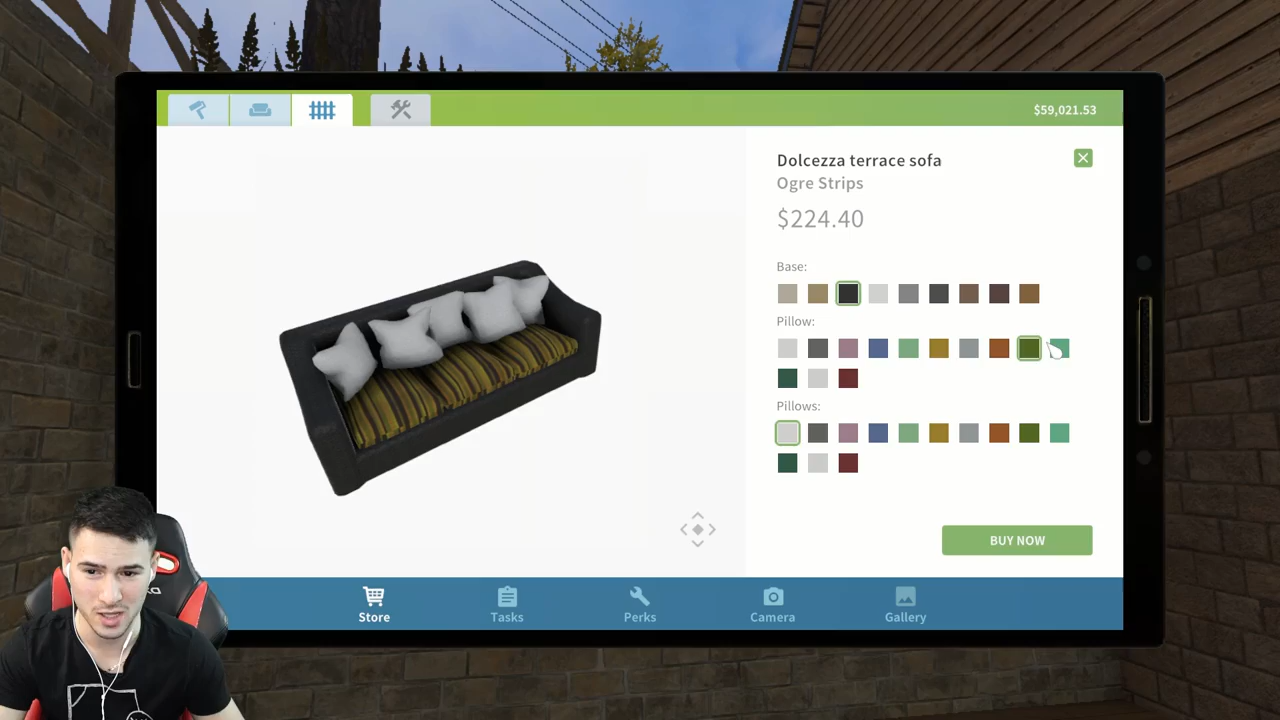 $59,021.53
Dolcezza terrace sofa
Ogre Strips
$224.40
Base:
Pillow:
Pillows:
BUY NOW
Store
Tasks
Perks
Camera
Gallery